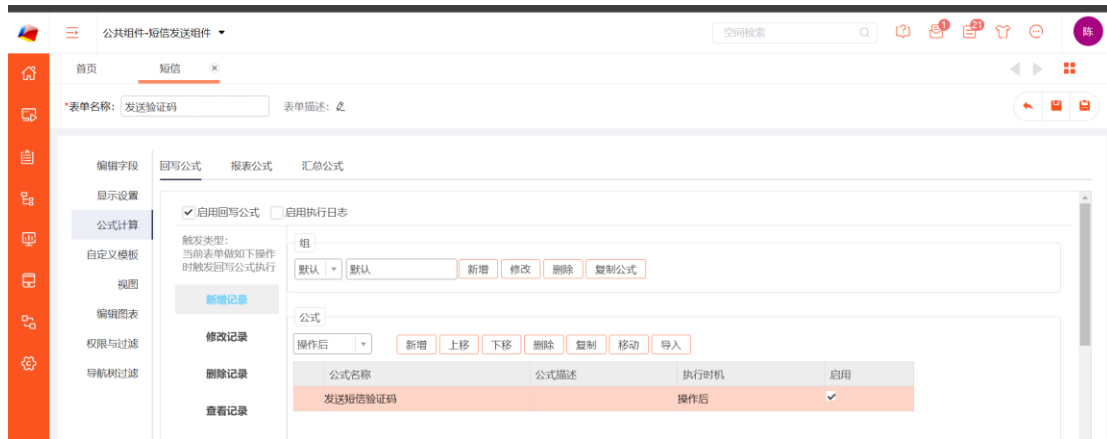 公共组件-短信发送组件
空间检索
1
21
陈
首页 短信
*表单名称: 发送验证码 表单描述:
编辑字段
显示设置
公式计算
自定义模板
视图
编辑图表
权限与过滤
导航树过滤
回写公式 报表公式 汇总公式
启用回写公式 启用执行日志
触发类型:
当前表单做如下操作
时触发回写公式执行
新增记录
修改记录
删除记录
查看记录
组
默认 默认 新增 修改 删除 复制公式
公式
操作后 新增 上移 下移 删除 复制 移动 导入
公式名称 公式描述 执行时机 启用
发送短信验证码 操作后